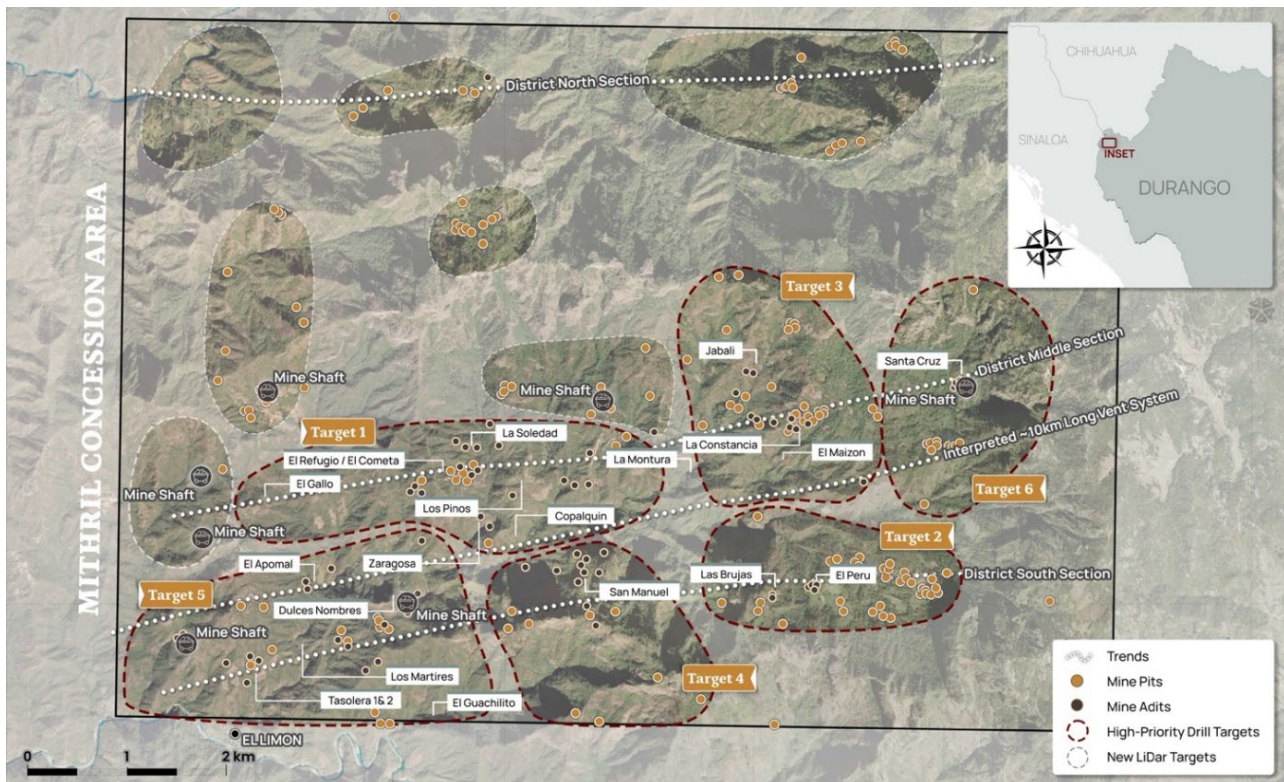 CHIHUAHUA
SINALOA
INSET
DURANGO
District North Section
MITHRIL CONCESSION AREA
Target 3
Jabali
Santa Cruz
District Middle Section
Mine Shaft
Mine Shaft
Mine Shaft
Interpreted ~10km Long Vent System
Target 1
La Soledad
La Constancia
El Maizon
El Refugio / El Cometa
La Montura
El Gallo
Mine Shaft
Los Pinos
Copalquin
Target 6
Mine Shaft
Target 2
El Apomal
Zaragosa
Las Brujas
El Peru
District South Section
Target 5
San Manuel
Dulces Nombres
Mine Shaft
Mine Shaft
Los Martires
Target 4
Tasolera 1& 2
El Guachilito
EL LIMON
0 1 2 km
Trends
Mine Pits
Mine Adits
High-Priority Drill Targets
New LiDar Targets